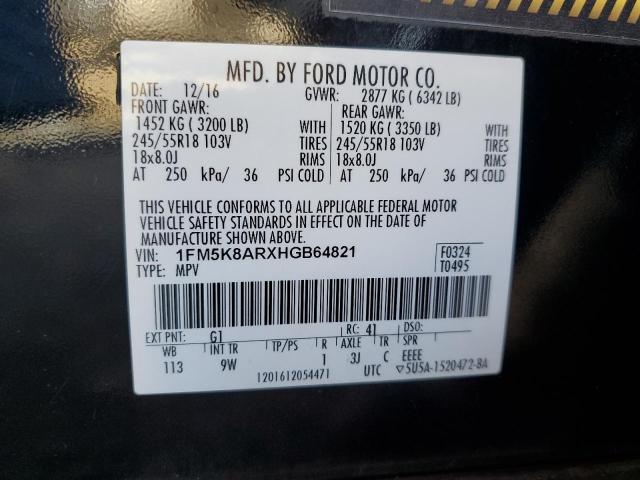 MFD. BY FORD MOTOR CO.
DATE: 12/16 GVWR: 2877 KG ( 6342 LB)
FRONT GAWR: REAR GAWR:
1452 KG ( 3200 LB) WITH 1520 KG ( 3350 LB) WITH
245/55R18 103V TIRES 245/55R18 103V TIRES
18x8.0J RIMS 18x8.0J RIMS
AT 250 kPa/ 36 PSI COLD AT 250 kPa/ 36 PSI COLD
THIS VEHICLE CONFORMS TO ALL APPLICABLE FEDERAL MOTOR
VEHICLE SAFETY STANDARDS IN EFFECT ON THE DATE OF
MANUFACTURE SHOWN ABOVE.
VIN: 1FM5K8ARXHGB64821 F0324
TYPE: MPV T0495
EXT PNT: G1 RC: 41 DSO:
WB INT TR TP/PS R AXLE TR SPR
113 9W 1 3J C EEEE
1201612054471 UTC ▽5U5A-1520472-BA